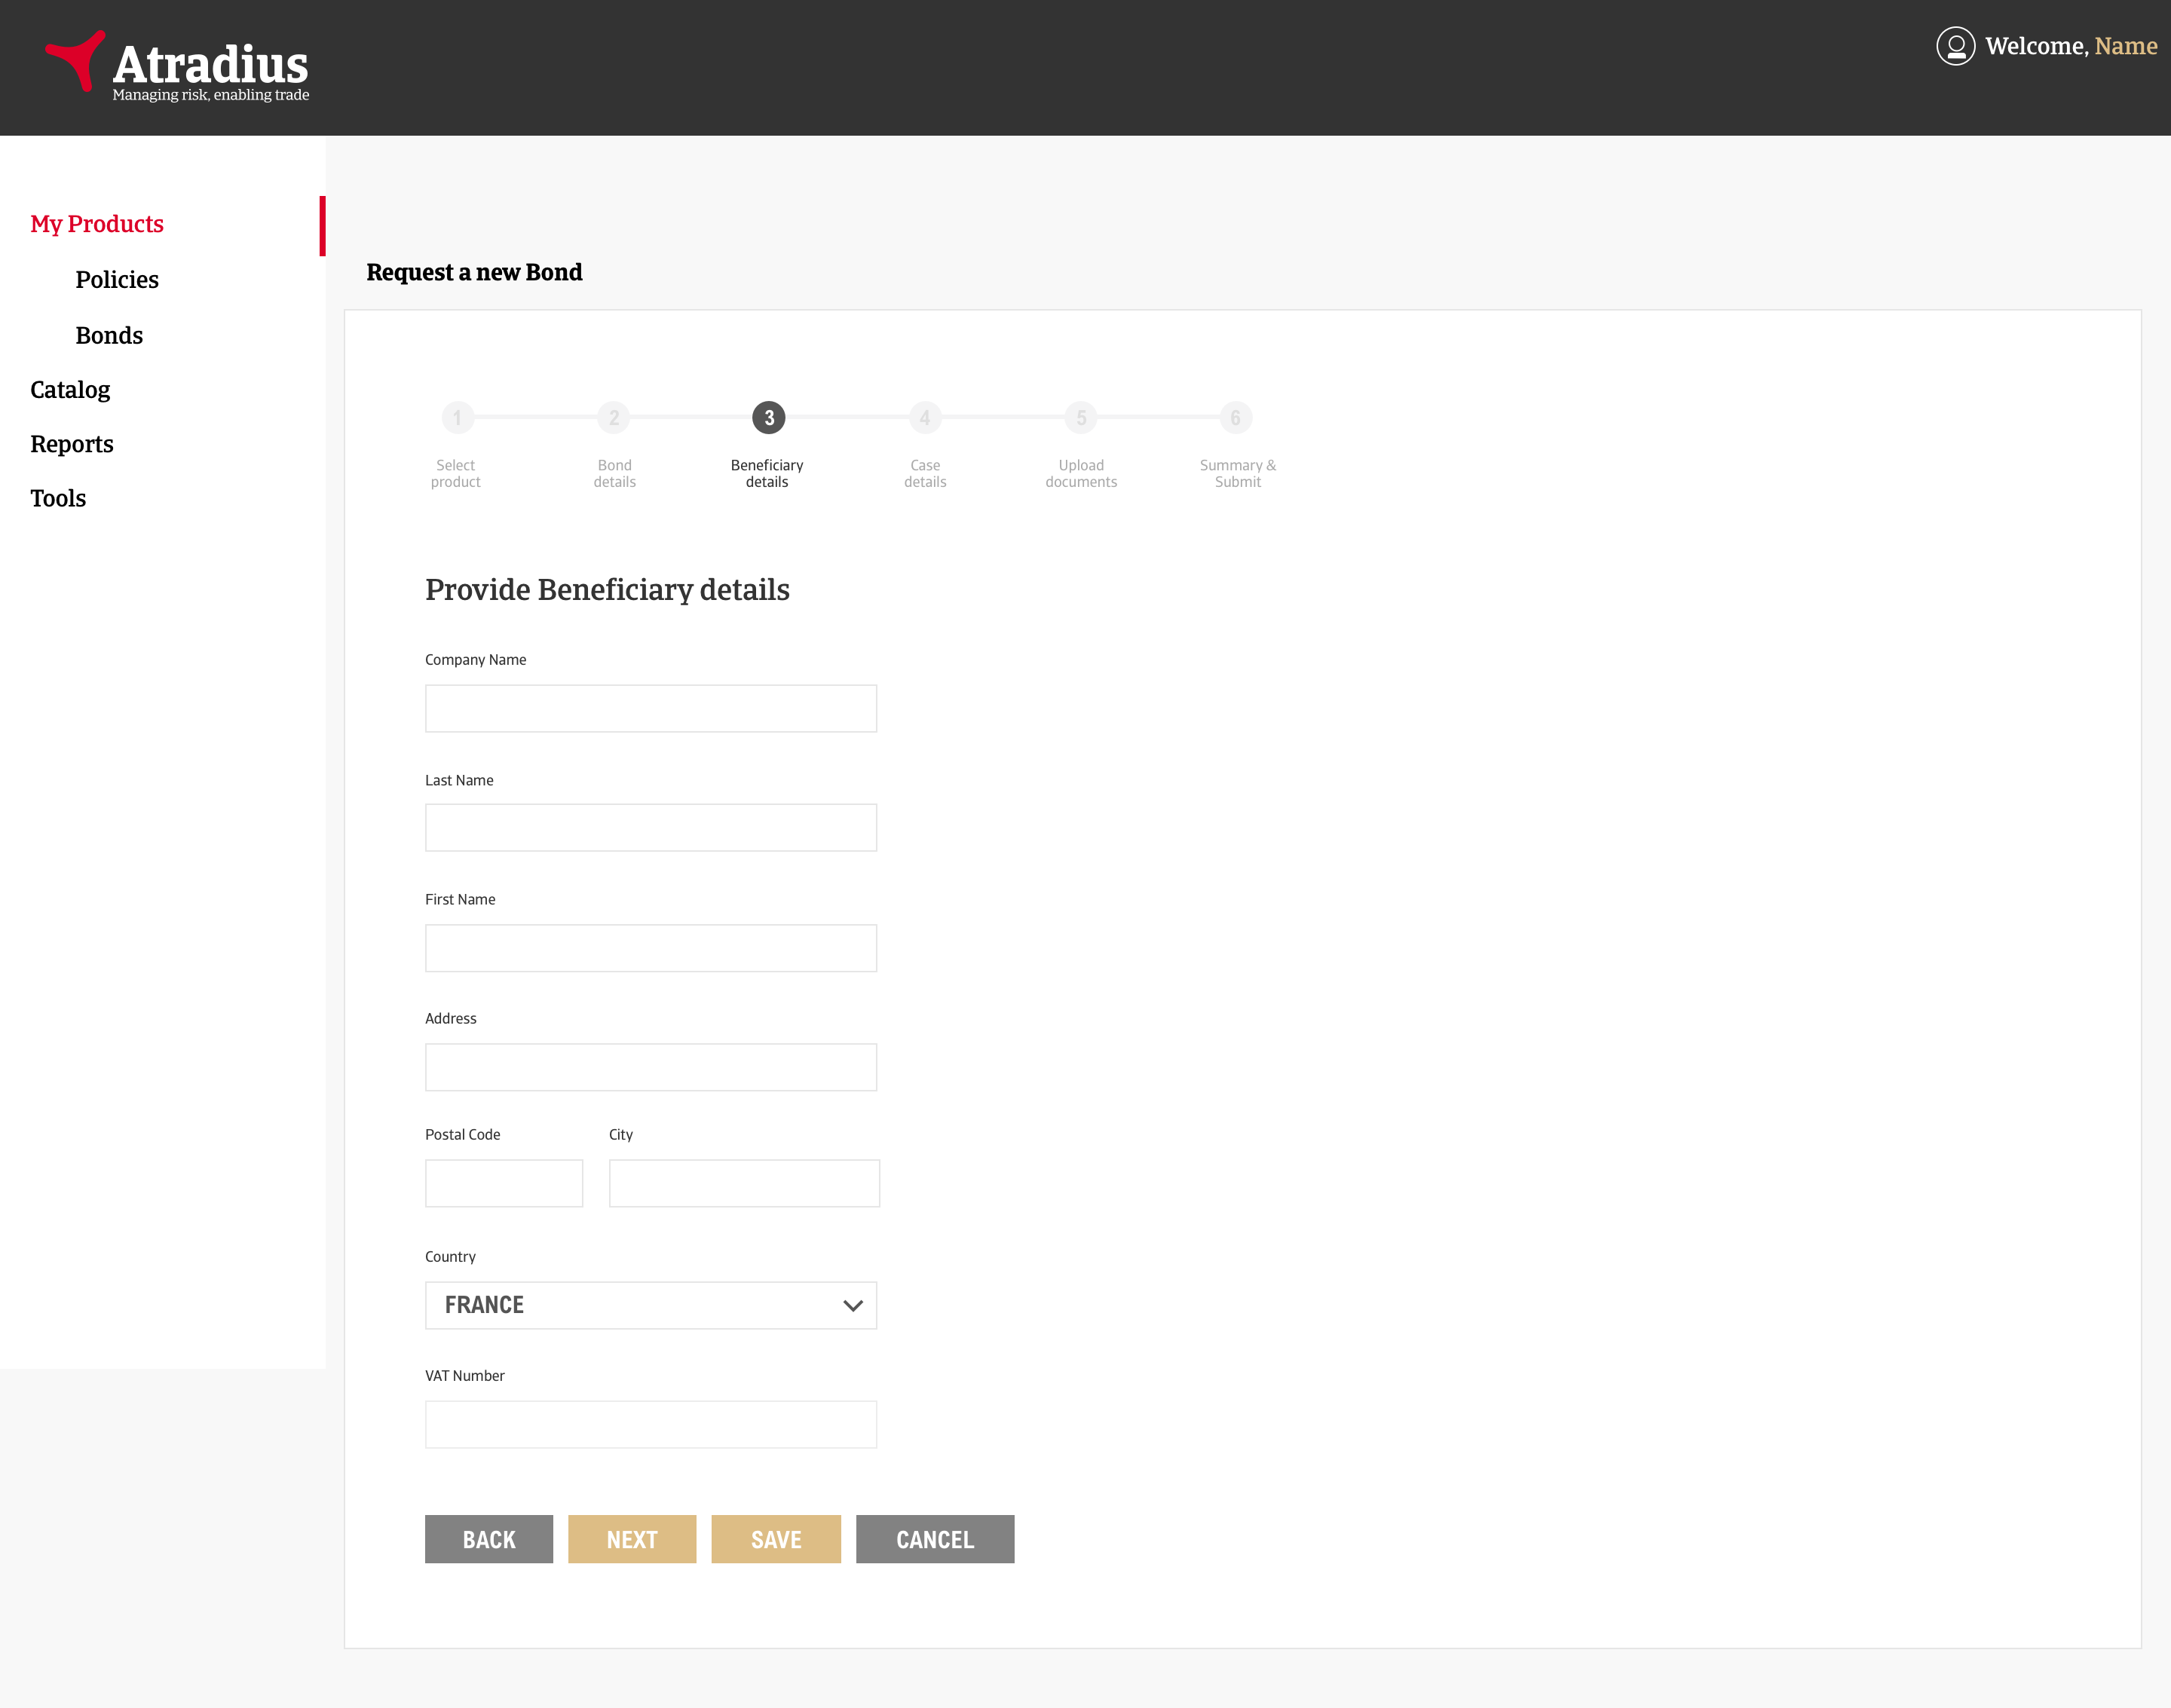 Atradius
Managing risk, enabling trade
Welcome, Name
My Products
Policies
Bonds
Catalog
Reports
Tools
Request a new Bond
1 2 3 4 5 6
Select
product
Bond
details
Beneficiary
details
Case
details
Upload
documents
Summary &
Submit
Provide Beneficiary details
Company Name
Last Name
First Name
Address
Postal Code City
Country
FRANCE
VAT Number
BACK NEXT SAVE CANCEL